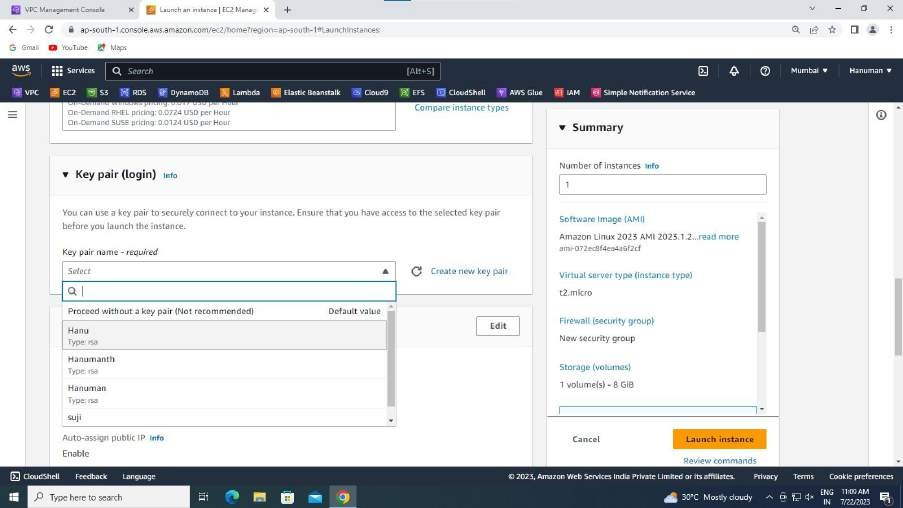 VPC Management Console
Launch an instance | EC2 Manag
ap-south-1.console.aws.amazon.com/ec2/home?region=ap-south-1#LaunchInstances:
Gmail YouTube Maps
aws Services Search [Alt+S] Mumbai Hanuman
VPC EC2 S3 RDS DynamoDB Lambda Elastic Beanstalk Cloud9 EFS CloudShell AWS Glue IAM Simple Notification Service
On-Demand Windows pricing: 0.017 USD per Hour
On-Demand RHEL pricing: 0.0724 USD per Hour
On-Demand SUSE pricing: 0.0124 USD per Hour
Compare instance types
Key pair (login) Info
You can use a key pair to securely connect to your instance. Ensure that you have access to the selected key pair
before you launch the instance.
Key pair name - required
Select
Create new key pair
Proceed without a key pair (Not recommended) Default value
Hanu
Type: rsa
Hanumanth
Type: rsa
Hanuman
Type: rsa
suji
Edit
Auto-assign public IP Info
Enable
Summary
Number of instances Info
1
Software Image (AMI)
Amazon Linux 2023 AMI 2023.1.2...read more
ami-072ec8f4ea4a6f2cf
Virtual server type (instance type)
t2.micro
Firewall (security group)
New security group
Storage (volumes)
1 volume(s) - 8 GiB
Cancel
Launch instance
Review commands
CloudShell Feedback Language © 2023, Amazon Web Services India Private Limited or its affiliates. Privacy Terms Cookie preferences
Type here to search
30°C Mostly cloudy
ENG
IN
11:09 AM
7/22/2023
1